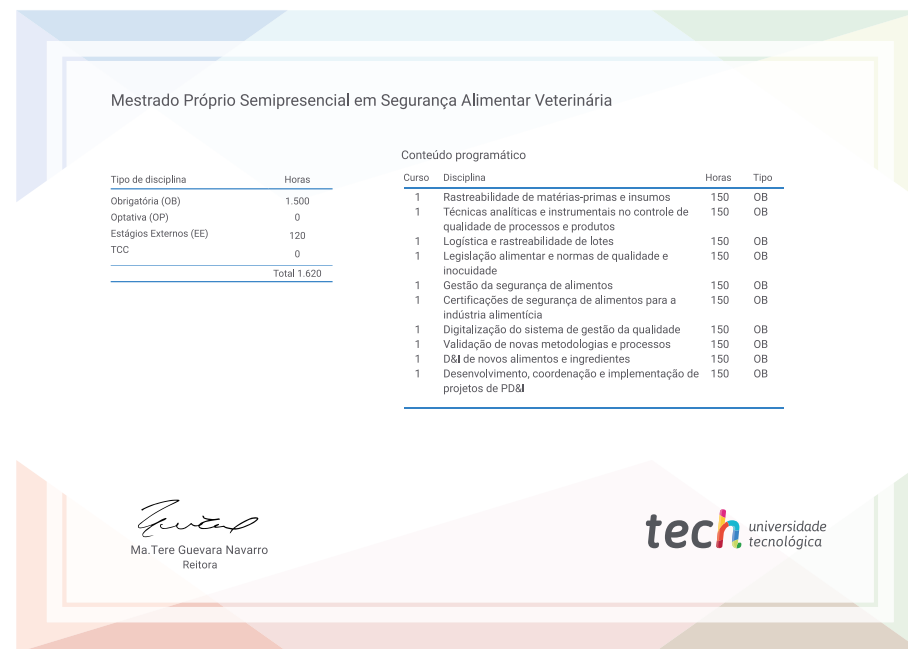 Mestrado Próprio Semipresencial em Segurança Alimentar Veterinária
Tipo de disciplina Horas
Obrigatória (OB) 1.500
Optativa (OP) 0
Estágios Externos (EE) 120
TCC 0
Total 1.620
Conteúdo programático
Curso Disciplina Horas Tipo
1 Rastreabilidade de matérias-primas e insumos 150 OB
1 Técnicas analíticas e instrumentais no controle de 150 OB
qualidade de processos e produtos
1 Logística e rastreabilidade de lotes 150 OB
1 Legislação alimentar e normas de qualidade e 150 OB
inocuidade
1 Gestão da segurança de alimentos 150 OB
1 Certificações de segurança de alimentos para a 150 OB
indústria alimentícia
1 Digitalização do sistema de gestão da qualidade 150 OB
1 Validação de novas metodologias e processos 150 OB
1 D&I de novos alimentos e ingredientes 150 OB
1 Desenvolvimento, coordenação e implementação de 150 OB
projetos de PD&I
Ma.Tere Guevara Navarro
Reitora
tech universidade
tecnológica